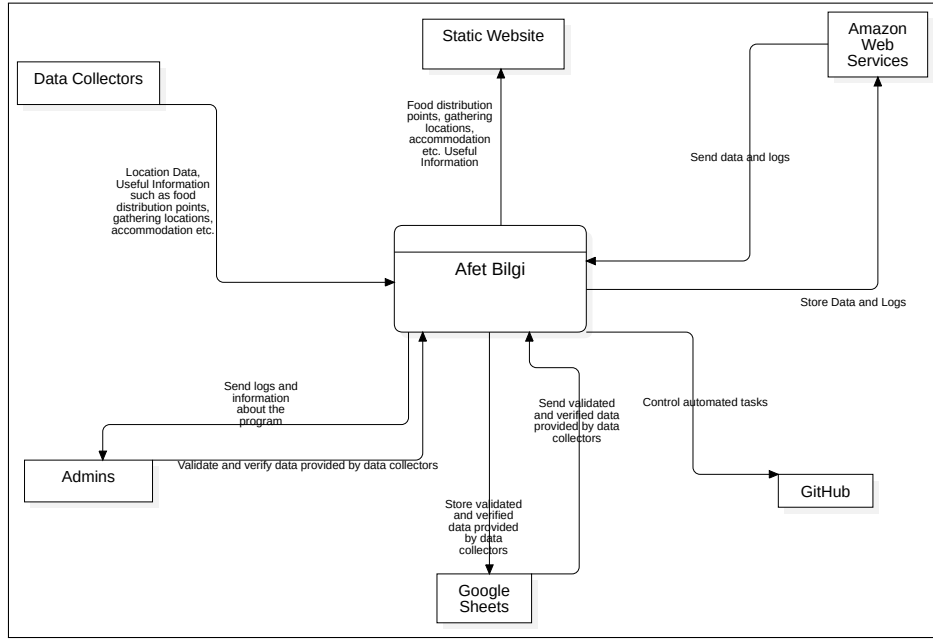 Static Website
Amazon
Web
Services
Data Collectors
Food distribution
points, gathering
locations,
accommodation
etc. Useful
Information
Send data and logs
Location Data,
Useful Information
such as food
distribution points,
gathering locations,
accommodation etc.
Afet Bilgi
Store Data and Logs
Send logs and
information
about the
program
Send validated
and verified data
provided by data
collectors
Control automated tasks
Validate and verify data provided by data collectors
Admins
GitHub
Store validated
and verified
data provided
by data
collectors
Google
Sheets